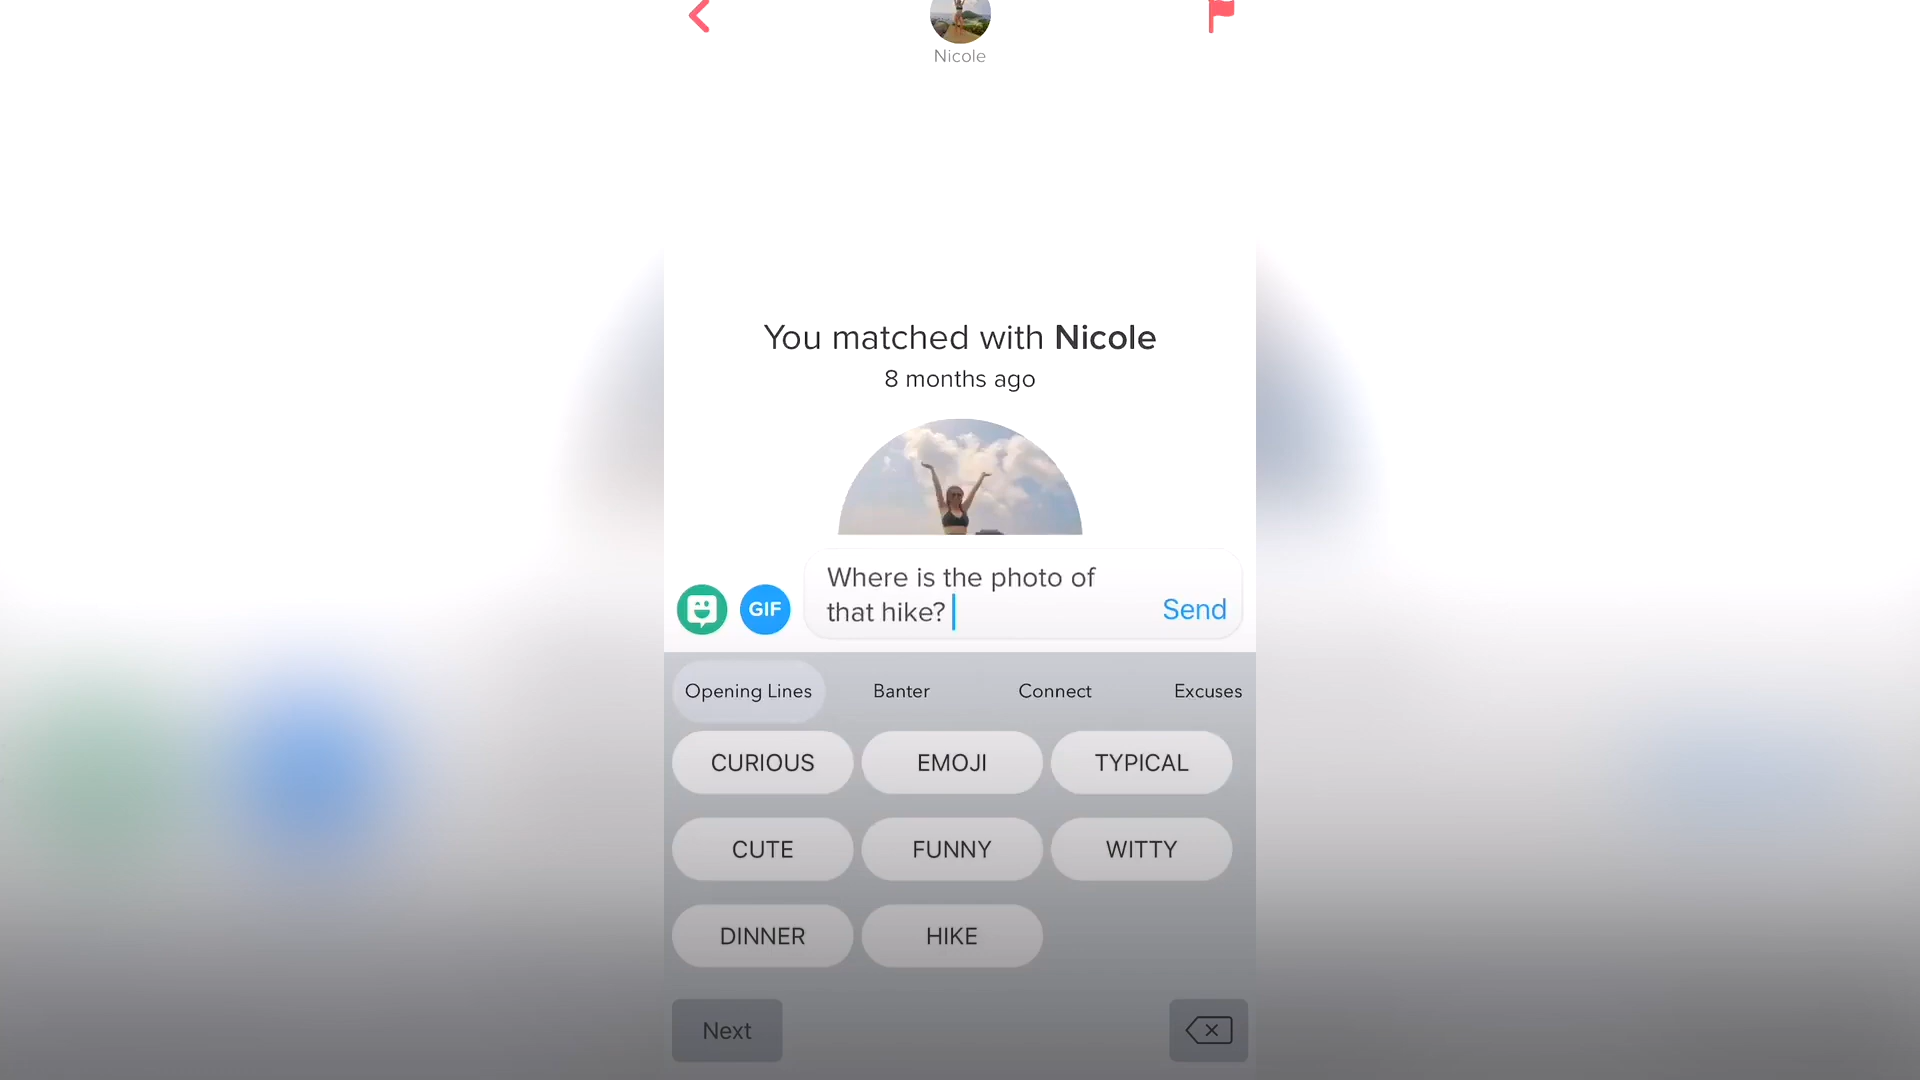 Nicole
You matched with Nicole
8 months ago
Where is the photo of
that hike?
Send
GIF
Opening Lines
Banter
Connect
Excuses
CURIOUS
EMOJI
TYPICAL
CUTE
FUNNY
WITTY
DINNER
HIKE
Next